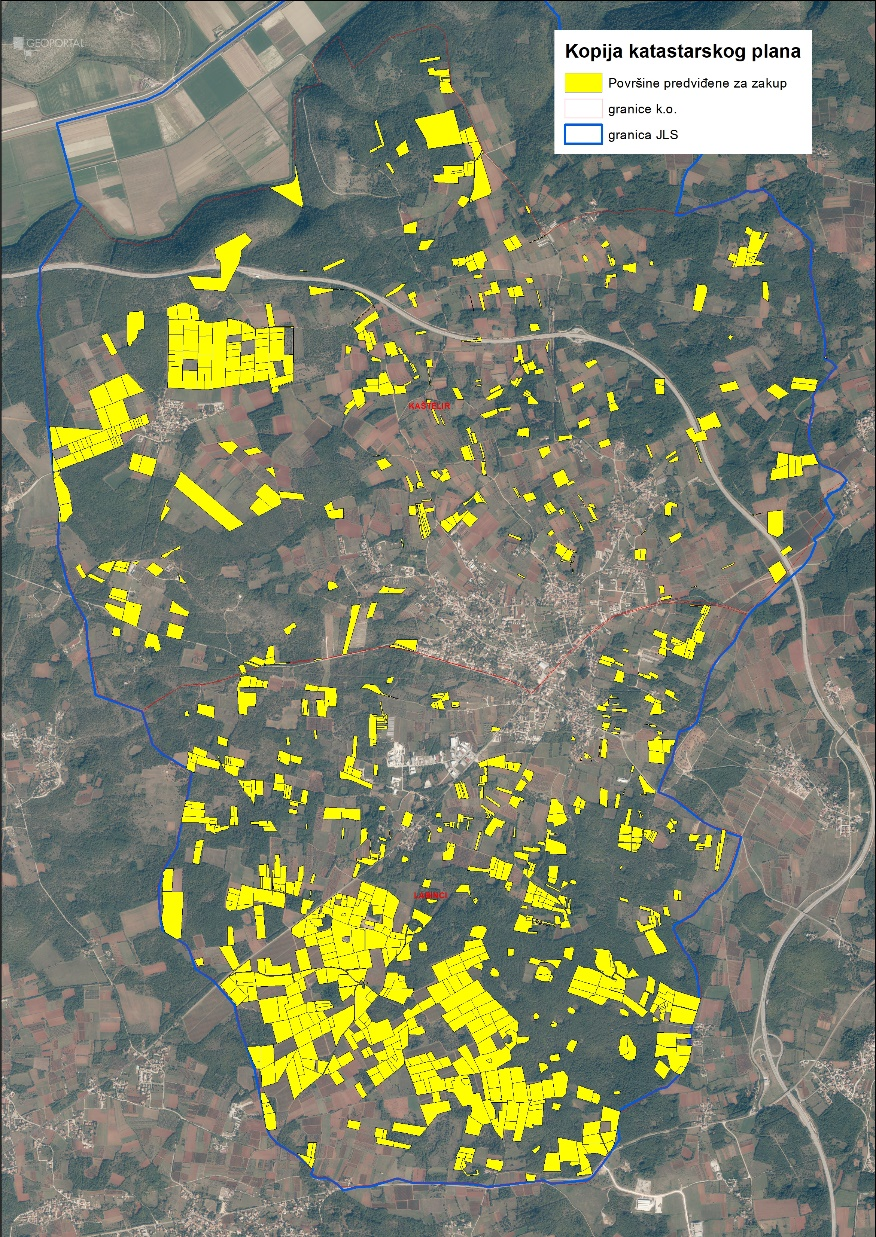 GEOPORTAL
Kopija katastarskog plana
Površine predviđene za zakup
granice k.o.
granica JLS
KAŠTELIR
LABINCI